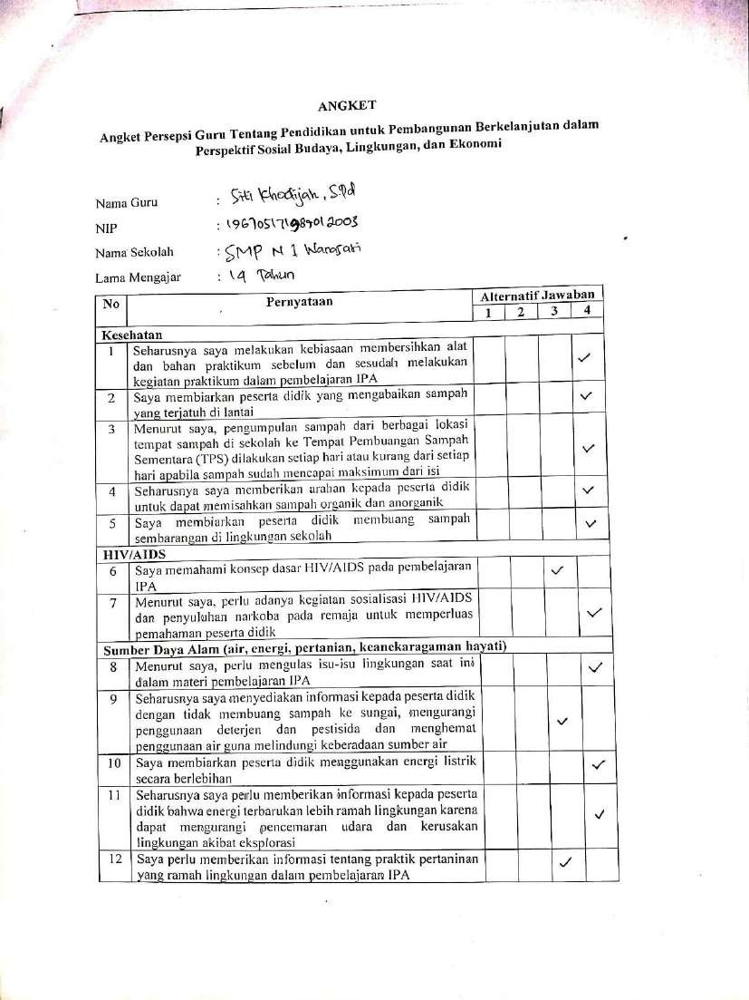 ANGKET
Angket Persepsi Guru Tentang Pendidikan untuk Pembangunan Berkelanjutan dalam
Perspektif Sosial Budaya, Lingkungan, dan Ekonomi
Nama Guru : Siti Khodijah, S.Pd
NIP :
Nama Sekolah : SMP N 1 Wanasari
Lama Mengajar : 19 Tahun
No Pernyataan Alternatif Jawaban
1 2 3 4
Kesehatan
1 Seharusnya saya melakukan kebiasaan membersihkan alat
dan bahan praktikum sebelum dan sesudah melakukan ✓
kegiatan praktikum dalam pembelajaran IPA
2 Saya membiarkan peserta didik yang mengabaikan sampah ✓
yang terjatuh di lantai
3 Menurut saya, pengumpulan sampah dari berbagai lokasi
tempat sampah di sekolah ke Tempat Pembuangan Sampah
Sementara (TPS) dilakukan setiap hari atau kurang dari setiap ✓
hari apabila sampah sudah mencapai maksimum dari isi
4 Seharusnya saya memberikan arahan kepada peserta didik ✓
untuk dapat memisahkan sampah organik dan anorganik
5 Saya membiarkan peserta didik membuang sampah ✓
sembarangan di lingkungan sekolah
HIV/AIDS
6 Saya memahami konsep dasar HIV/AIDS pada pembelajaran ✓
IPA
7 Menurut saya, perlu adanya kegiatan sosialisasi HIV/AIDS
dan penyuluhan narkoba pada remaja untuk memperluas ✓
pemahaman peserta didik
Sumber Daya Alam (air, energi, pertanian, keanekaragaman hayati)
8 Menurut saya, perlu mengulas isu-isu lingkungan saat ini ✓
dalam materi pembelajaran IPA
9 Seharusnya saya menyediakan informasi kepada peserta didik
dengan tidak membuang sampah ke sungai, mengurangi
penggunaan deterjen dan pestisida dan menghemat ✓
penggunaan air guna melindungi keberadaan sumber air
10 Saya membiarkan peserta didik menggunakan energi listrik ✓
secara berlebihan
11 Seharusnya saya perlu memberikan informasi kepada peserta
didik bahwa energi terbarukan lebih ramah lingkungan karena ✓
dapat mengurangi pencemaran udara dan kerusakan
lingkungan akibat eksplorasi
12 Saya perlu memberikan informasi tentang praktik pertaninan ✓
yang ramah lingkungan dalam pembelajaran IPA